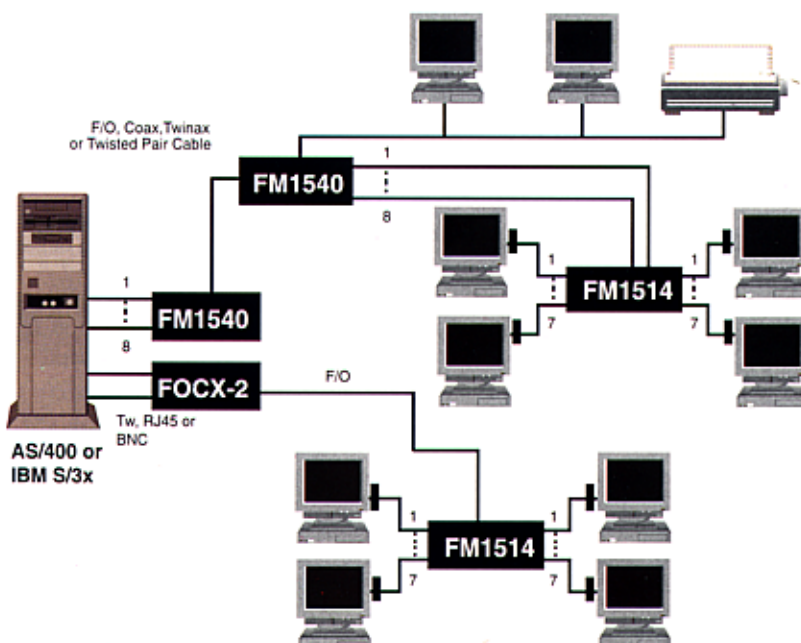 F/O, Coax,Twinax
or Twisted Pair Cable
FM1540
1
8
1
7
FM1514
1
7
1
8
FM1540
FOCX-2
F/O
Tw, RJ45 or
BNC
AS/400 or
IBM S/3x
1
7
FM1514
1
7